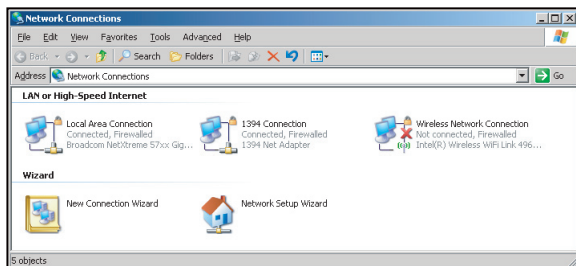 Network Connections
File Edit View Favorites Tools Advanced Help
Back Search Folders
Address Network Connections Go
LAN or High-Speed Internet
Local Area Connection
Connected, Firewalled
Broadcom NetXtreme 57xx Gig...
1394 Connection
Connected, Firewalled
1394 Net Adapter
Wireless Network Connection
Not connected, Firewalled
Intel(R) Wireless WiFi Link 496...
Wizard
New Connection Wizard
Network Setup Wizard
5 objects